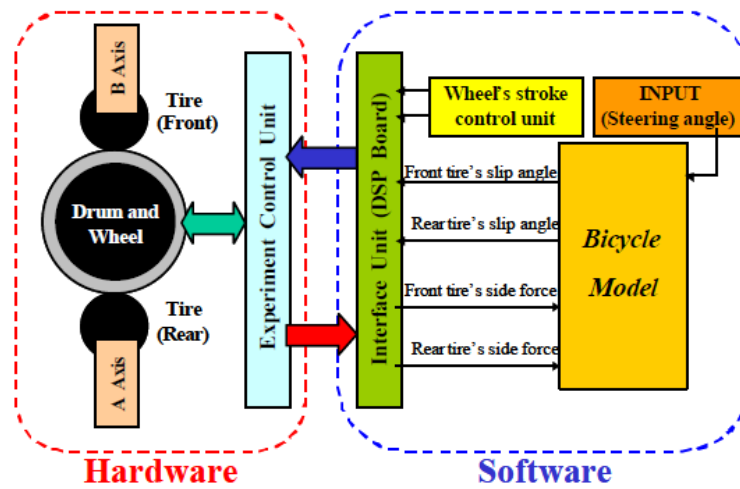 B Axis
Tire
(Front)
Drum and
Wheel
Tire
(Rear)
A Axis
Experiment Control Unit
Hardware
Interface Unit (DSP Board)
Wheel's stroke
control unit
INPUT
(Steering angle)
Front tire's slip angle
Rear tire's slip angle
Front tire's side force
Rear tire's side force
Bicycle
Model
Software